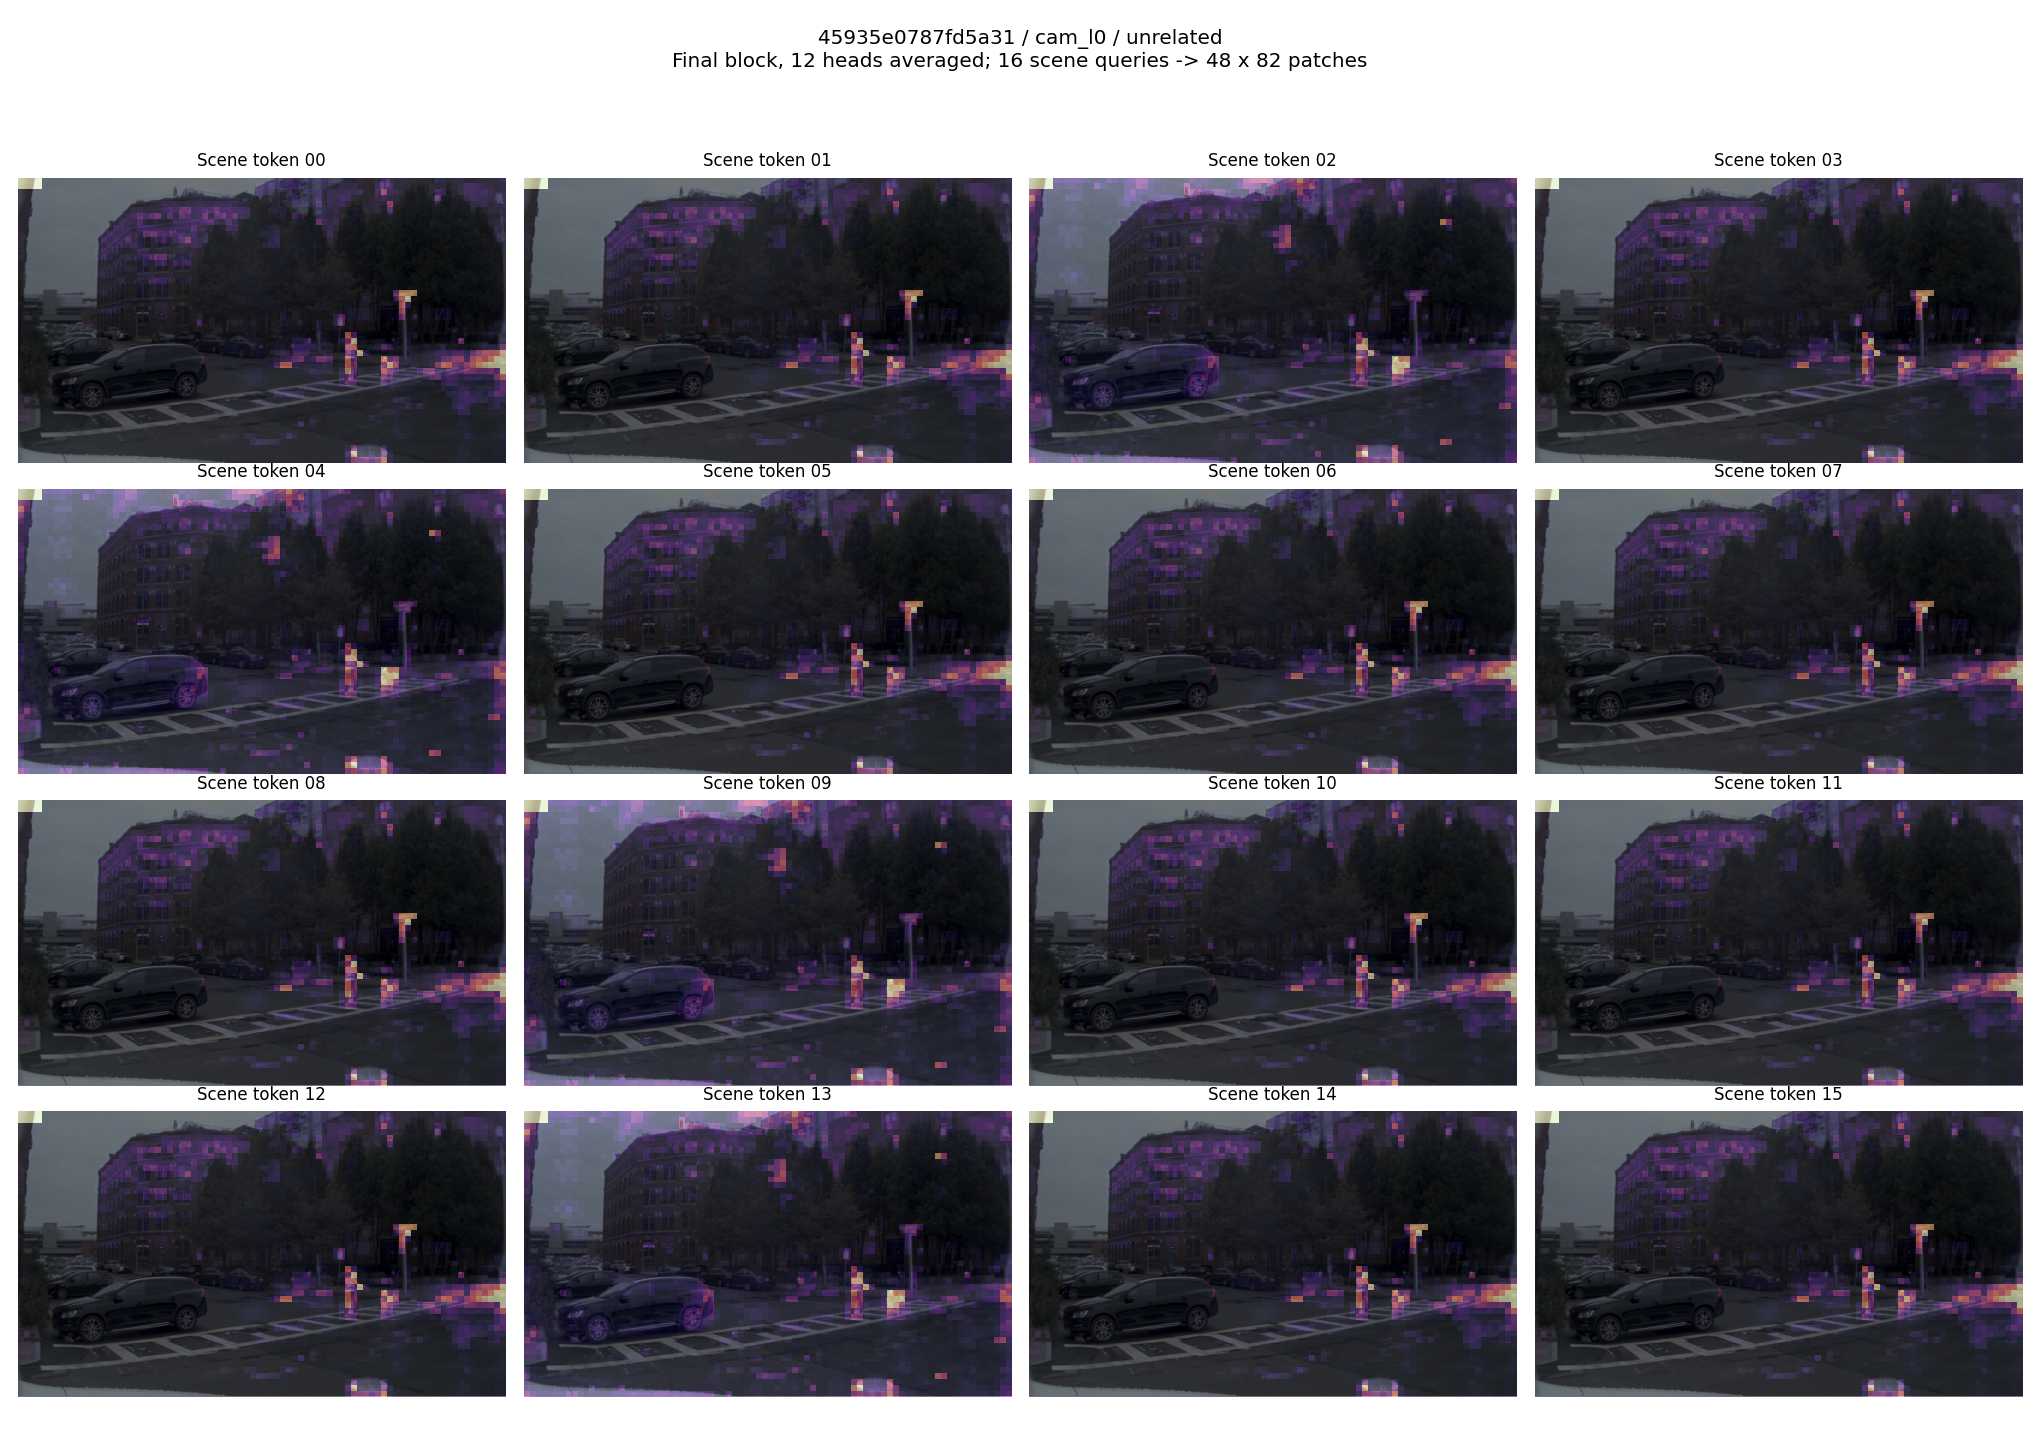 45935e0787fd5a31 / cam_l0 / unrelated
Final block, 12 heads averaged; 16 scene queries -> 48 x 82 patches
Scene token 00
Scene token 01
Scene token 02
Scene token 03
Scene token 04
Scene token 05
Scene token 06
Scene token 07
Scene token 08
Scene token 09
Scene token 10
Scene token 11
Scene token 12
Scene token 13
Scene token 14
Scene token 15